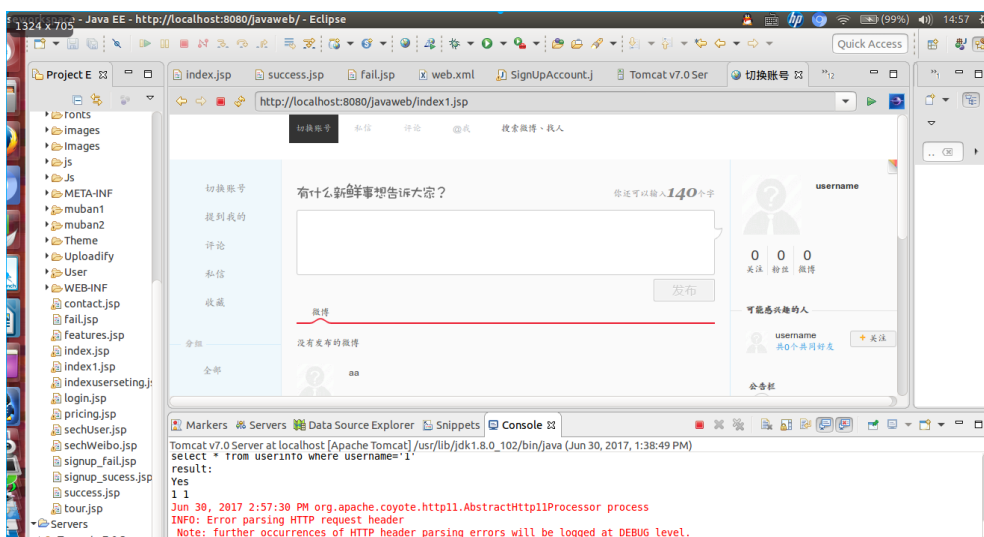 workspace - Java EE - http://localhost:8080/javaweb/ - Eclipse
1324 x 705
(99%)
14:57
Quick Access
Project E
index.jsp
success.jsp
fail.jsp
web.xml
SignUpAccount.j
Tomcat v7.0 Ser
切换账号
12
http://localhost:8080/javaweb/index1.jsp
Fonts
images
Images
js
Js
META-INF
muban1
muban2
Theme
Uploadify
User
WEB-INF
contact.jsp
fail.jsp
features.jsp
index.jsp
index1.jsp
indexuserseting.j
login.jsp
pricing.jsp
sechUser.jsp
sechWeibo.jsp
signup_fail.jsp
signup_sucess.jsp
success.jsp
tour.jsp
Servers
切换账号 私信 评论 @我 搜索微博、找人
切换账号
提到我的
评论
私信
收藏
分组
全部
有什么新鲜事想告诉大家?
你还可以输入140个字
发布
微博
没有发布的微博
aa
username
0 0 0
关注 粉丝 微博
可能感兴趣的人
username
共0个共同好友
+ 关注
公告栏
Markers Servers Data Source Explorer Snippets Console
Tomcat v7.0 Server at localhost [Apache Tomcat] /usr/lib/jdk1.8.0_102/bin/java (Jun 30, 2017, 1:38:49 PM)
select * from userinfo where username='1'
result:
Yes
1 1
Jun 30, 2017 2:57:30 PM org.apache.coyote.http11.AbstractHttp11Processor process
INFO: Error parsing HTTP request header
Note: further occurrences of HTTP header parsing errors will be logged at DEBUG level.